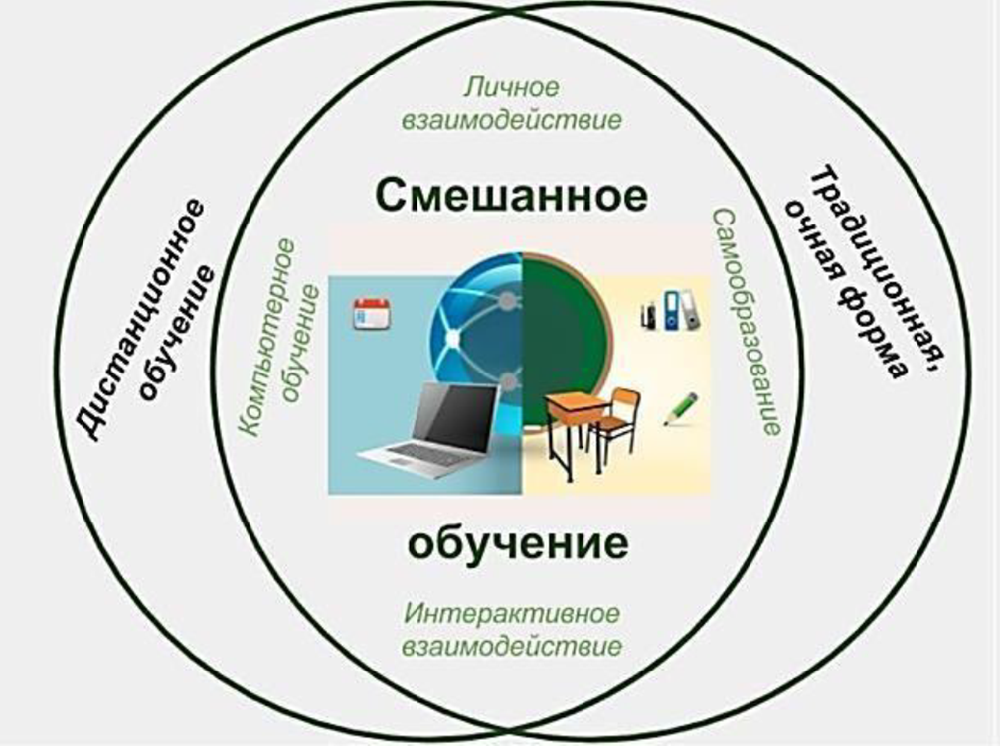 Личное
взаимодействие
Смешанное
Дистанционное
обучение
Компьютерное
обучение
Самообразование
Традиционная,
очная форма
обучение
Интерактивное
взаимодействие